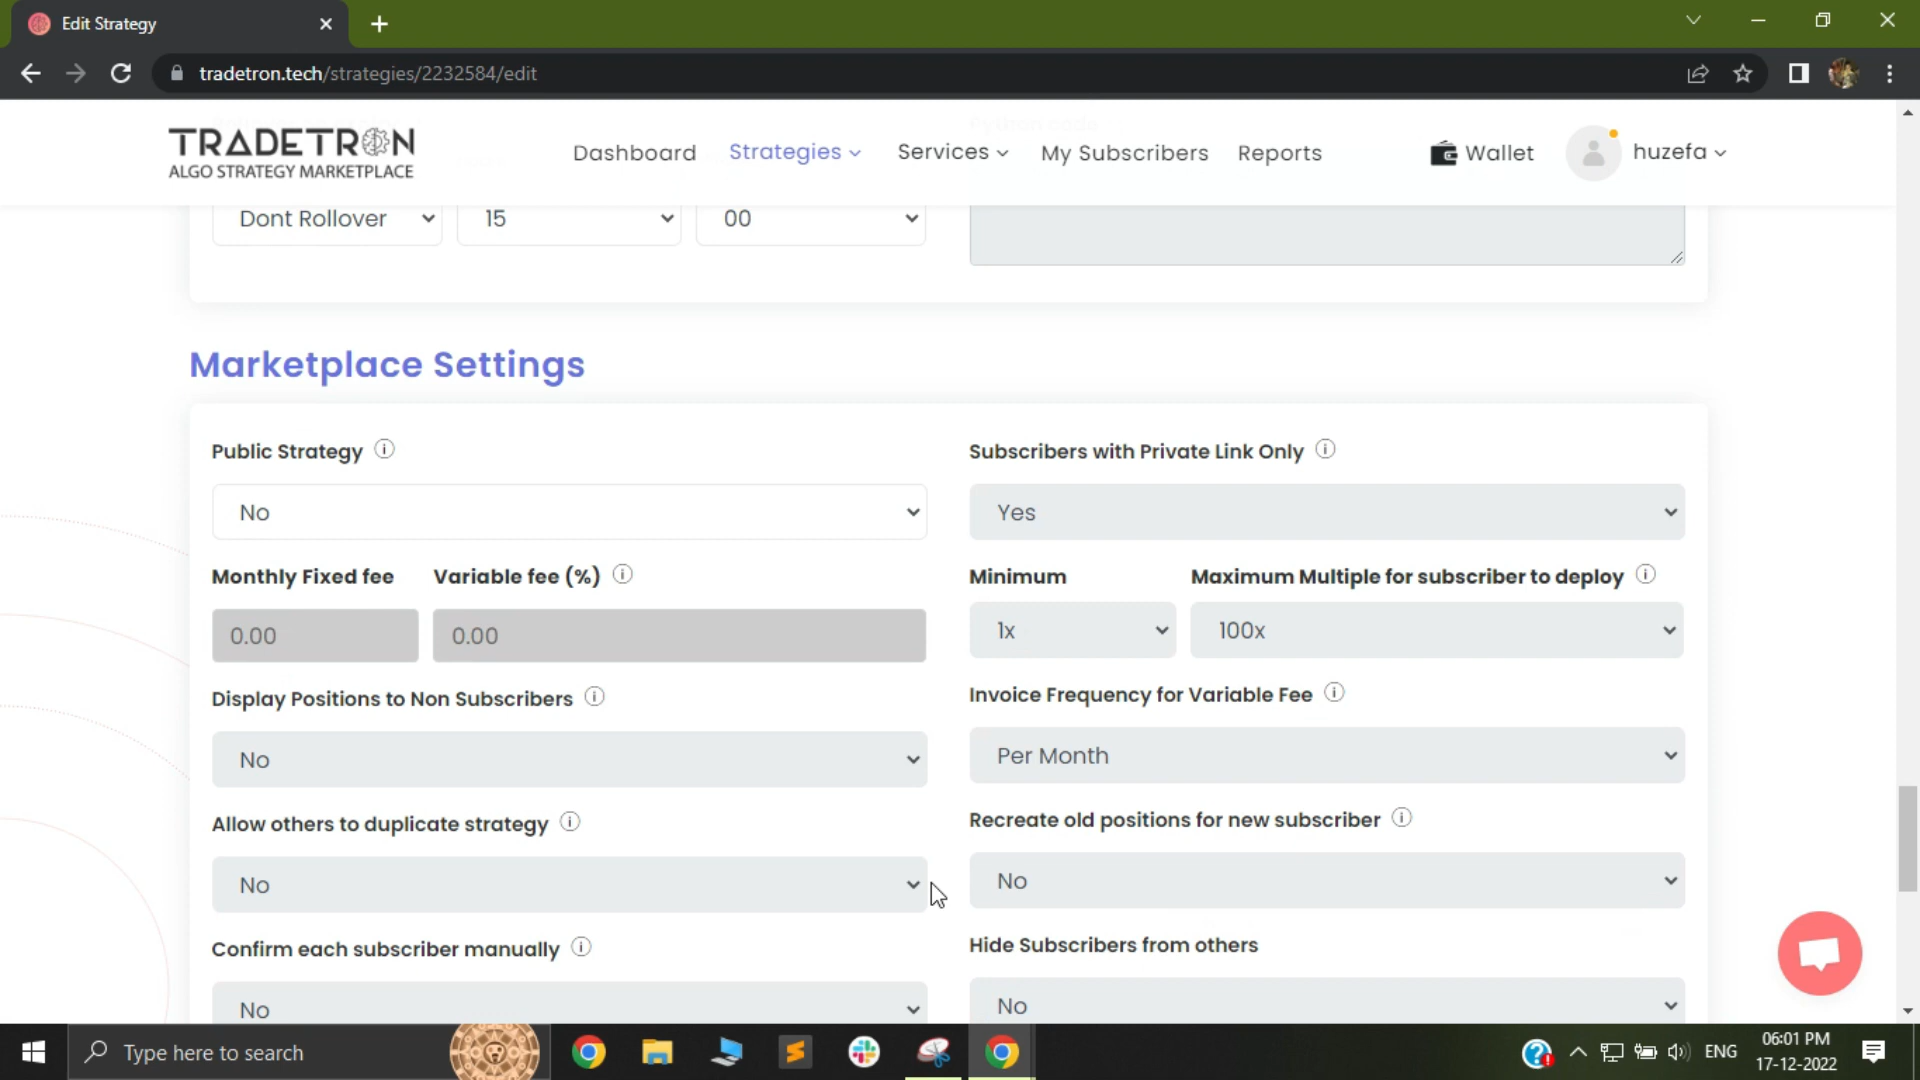 Edit Strategy
tradetron.tech/strategies/2232584/edit
TRADETRON
ALGO STRATEGY MARKETPLACE
Dashboard Strategies Services My Subscribers Reports Wallet huzefa
Dont Rollover 15 00
Marketplace Settings
Public Strategy Subscribers with Private Link Only
No Yes
Monthly Fixed fee Variable fee (%) Minimum Maximum Multiple for subscriber to deploy
0.00 0.00 1x 100x
Display Positions to Non Subscribers Invoice Frequency for Variable Fee
No Per Month
Allow others to duplicate strategy Recreate old positions for new subscriber
No No
Confirm each subscriber manually Hide Subscribers from others
No No
Type here to search ENG 06:01 PM
17-12-2022